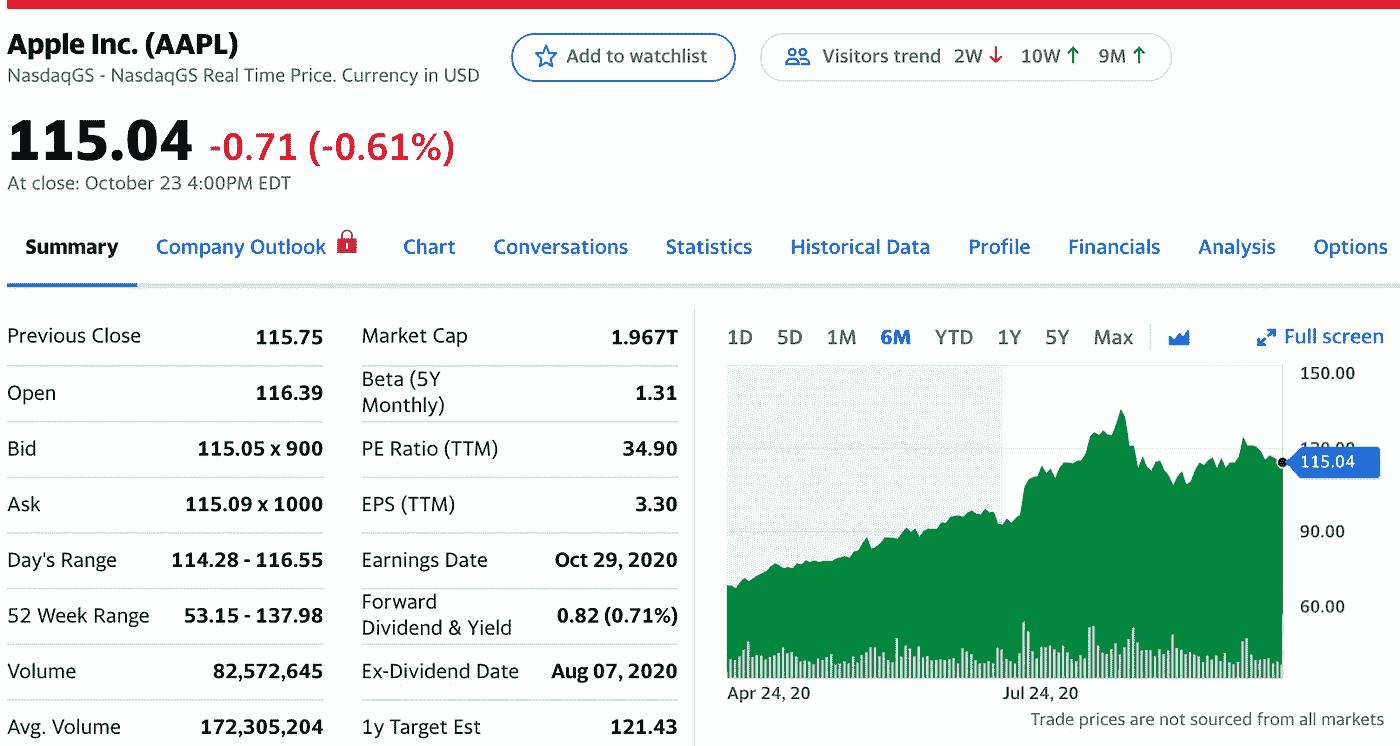 Apple Inc. (AAPL)
NasdaqGS - NasdaqGS Real Time Price. Currency in USD
Add to watchlist
Visitors trend 2W ↓ 10W ↑ 9M ↑
115.04 -0.71 (-0.61%)
At close: October 23 4:00PM EDT
Summary Company Outlook Chart Conversations Statistics Historical Data Profile Financials Analysis Options
Previous Close 115.75
Open 116.39
Bid 115.05 x 900
Ask 115.09 x 1000
Day's Range 114.28 - 116.55
52 Week Range 53.15 - 137.98
Volume 82,572,645
Avg. Volume 172,305,204
Market Cap 1.967T
Beta (5Y
Monthly) 1.31
PE Ratio (TTM) 34.90
EPS (TTM) 3.30
Earnings Date Oct 29, 2020
Forward
Dividend & Yield 0.82 (0.71%)
Ex-Dividend Date Aug 07, 2020
1y Target Est 121.43
1D 5D 1M 6M YTD 1Y 5Y Max Full screen
150.00
115.04
90.00
60.00
Apr 24, 20 Jul 24, 20
Trade prices are not sourced from all markets